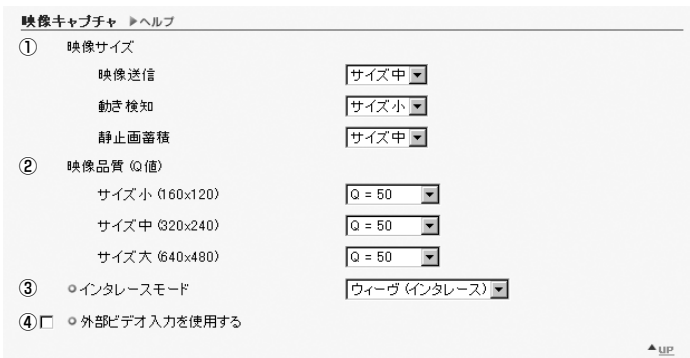 映像キャプチャ ▶ヘルプ
① 映像サイズ
映像送信 サイズ中
動き検知 サイズ小
静止画蓄積 サイズ中
② 映像品質 (Q値)
サイズ小 (160x120) Q = 50
サイズ中 (320x240) Q = 50
サイズ大 (640x480) Q = 50
③ インタレースモード ウィーヴ (インタレース)
④ 外部ビデオ入力を使用する
▲UP